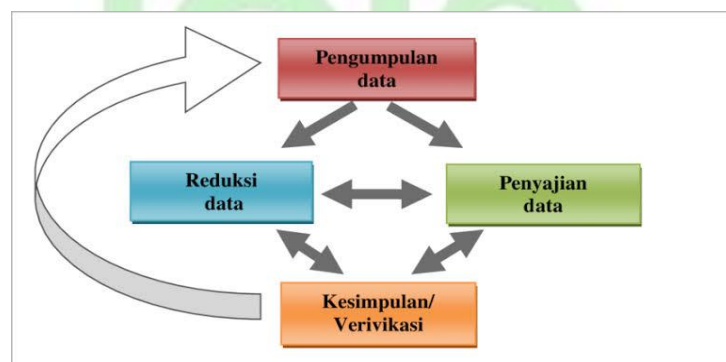 Pengumpulan
data
Reduksi
data
Penyajian
data
Kesimpulan/
Verivikasi